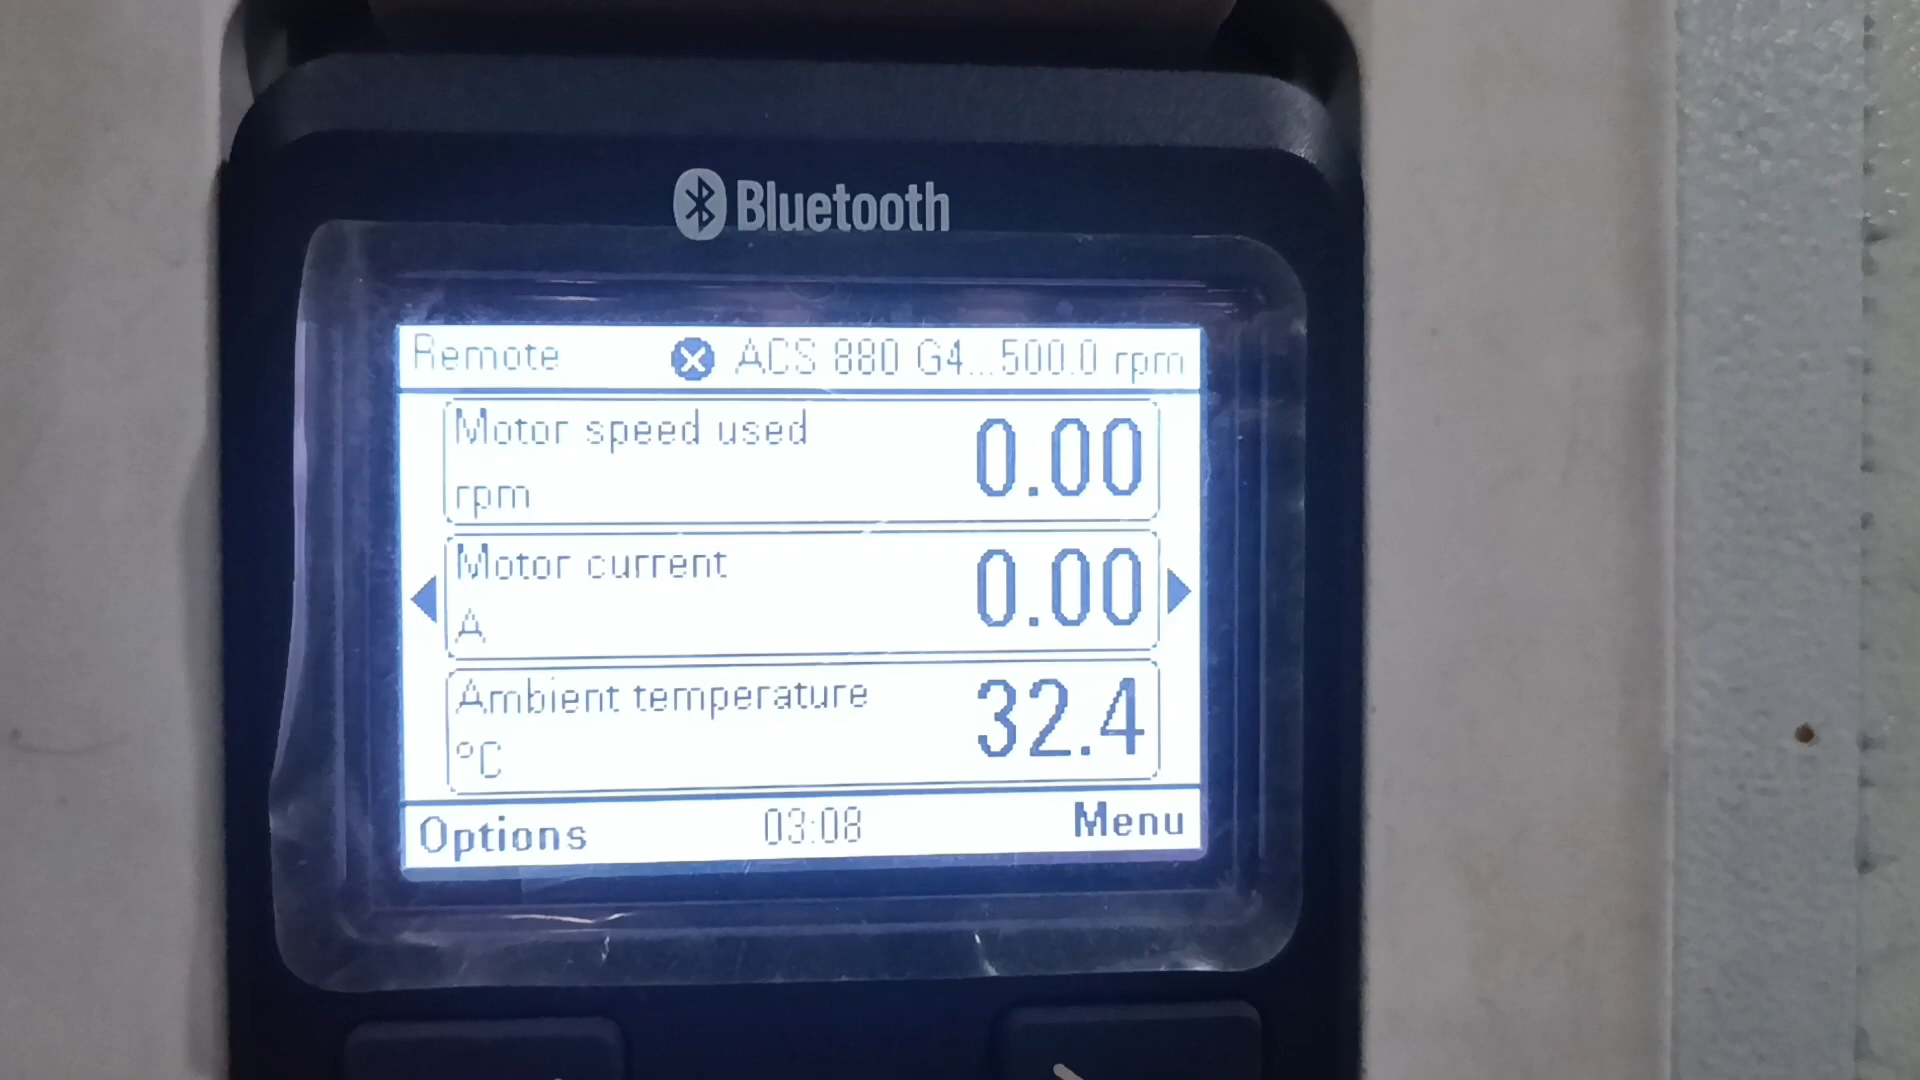 Bluetooth
Remote ACS 880 G4...500.0 rpm
Motor speed used 0.00
rpm
Motor current 0.00
A
Ambient temperature 32.4
°C
Options 03:08 Menu